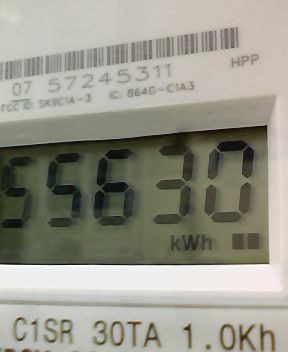 HPP
07 57245311
FCC ID: SK9C1A-3 IC: 864G-C1A3
55630
kWh
C1SR 30TA 1.0Kh